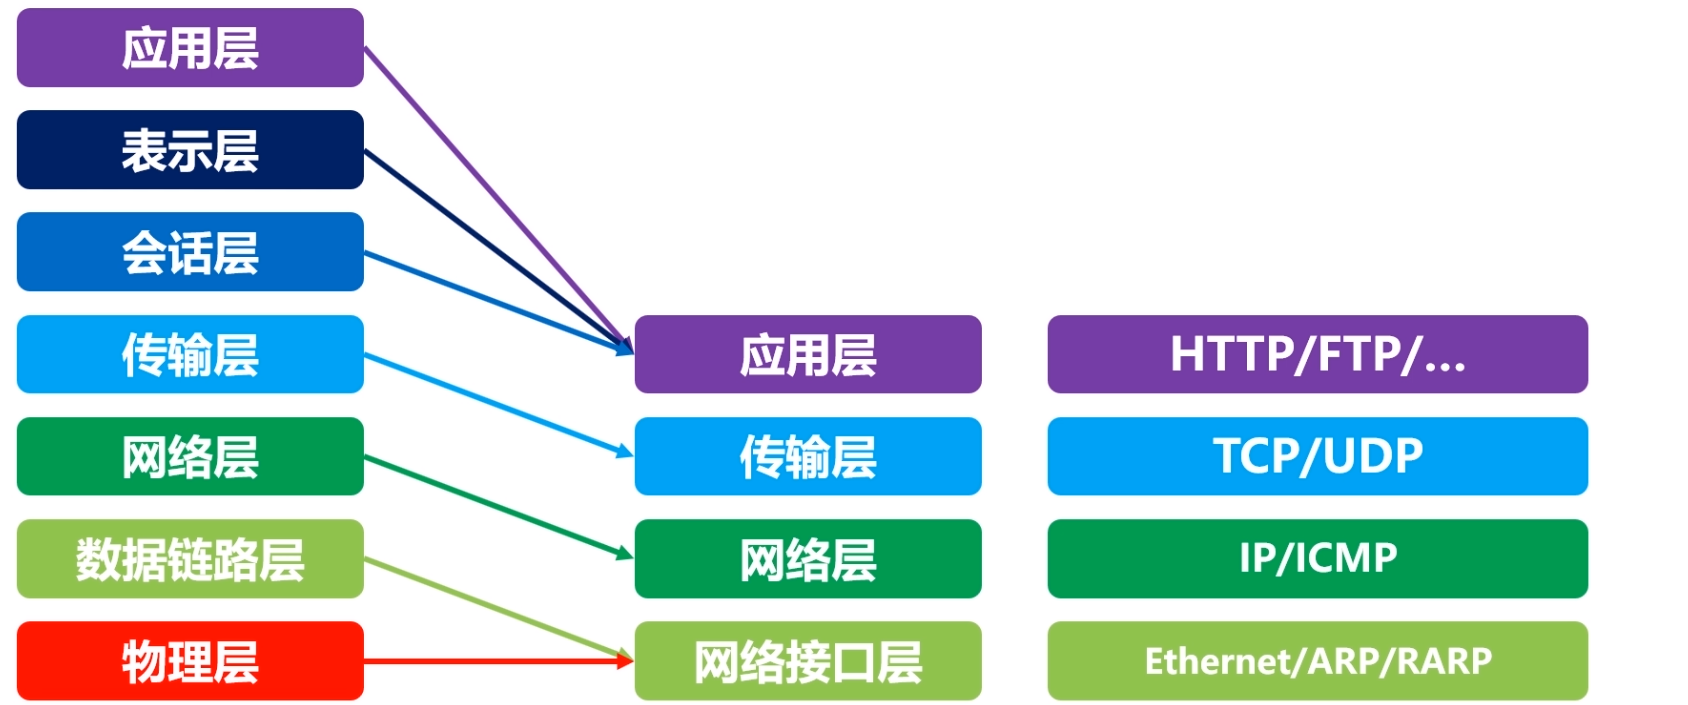 应用层
表示层
会话层
传输层
网络层
数据链路层
物理层
应用层
传输层
网络层
网络接口层
HTTP/FTP/...
TCP/UDP
IP/ICMP
Ethernet/ARP/RARP